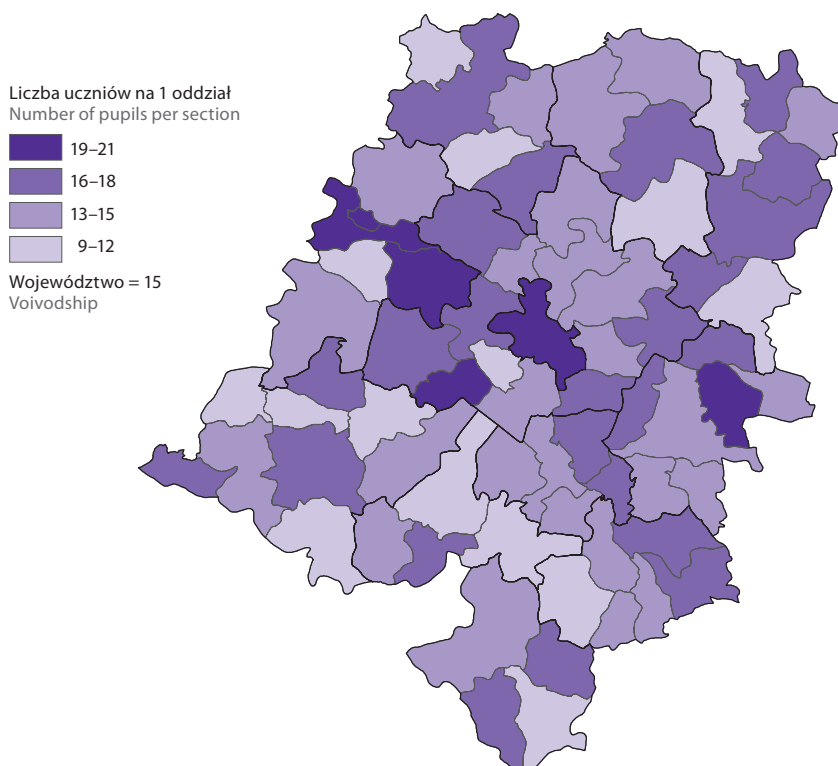 Liczba uczniów na 1 oddział
Number of pupils per section
19–21
16–18
13–15
9–12
Województwo = 15
Voivodship